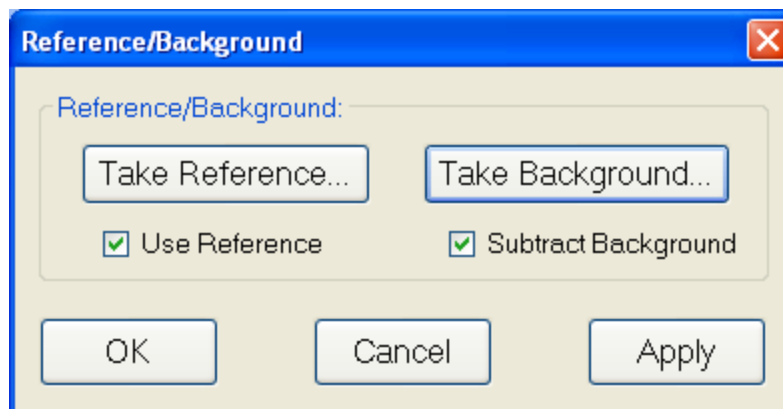 Reference/Background
Reference/Background:
Take Reference... Take Background...
Use Reference Subtract Background
OK Cancel Apply